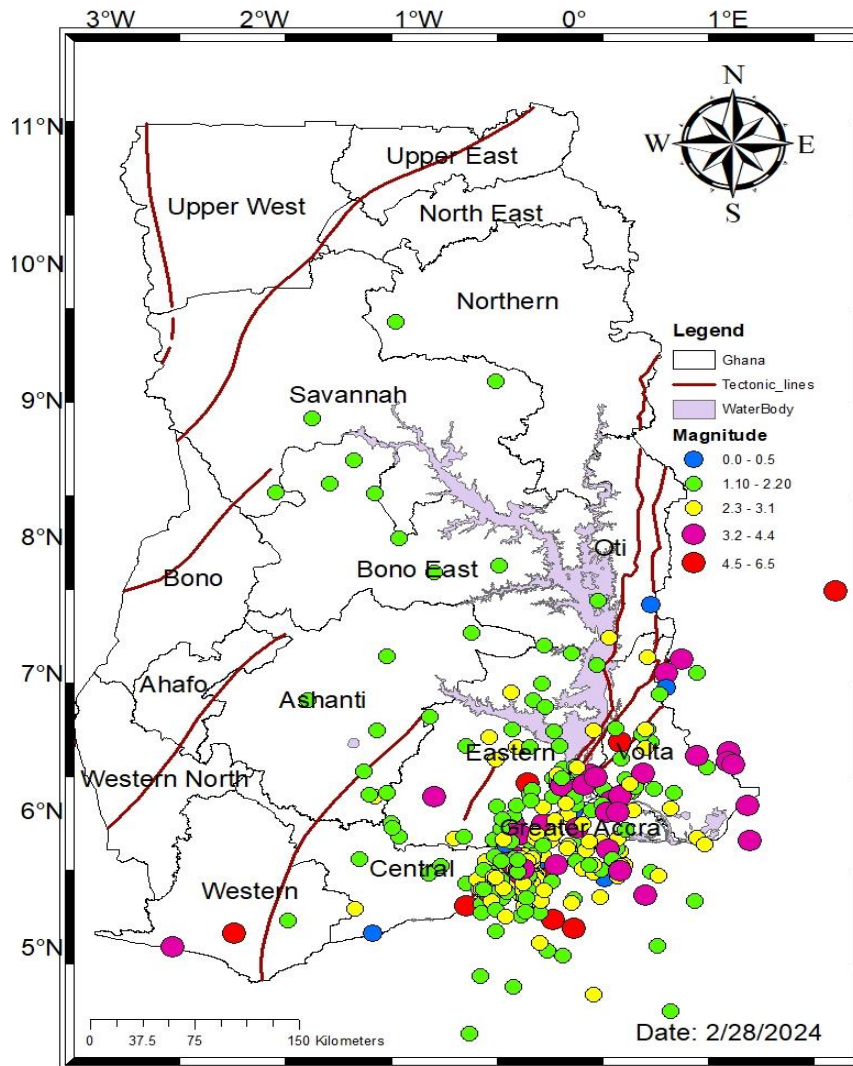 3°W 2°W 1°W 0° 1°E
N
W E
S
11°N
Upper East
Upper West
North East
10°N
Northern
Legend
Ghana
Tectonic_lines
WaterBody
9°N
Savannah
Magnitude
0.0 - 0.5
1.10 - 2.20
2.3 - 3.1
3.2 - 4.4
4.5 - 6.5
8°N
Oti
Bono
Bono East
7°N
Ahafo
Ashanti
Eastern
Volta
Western North
6°N
Greater Accra
Central
Western
5°N
0 37.5 75 150 Kilometers
Date: 2/28/2024